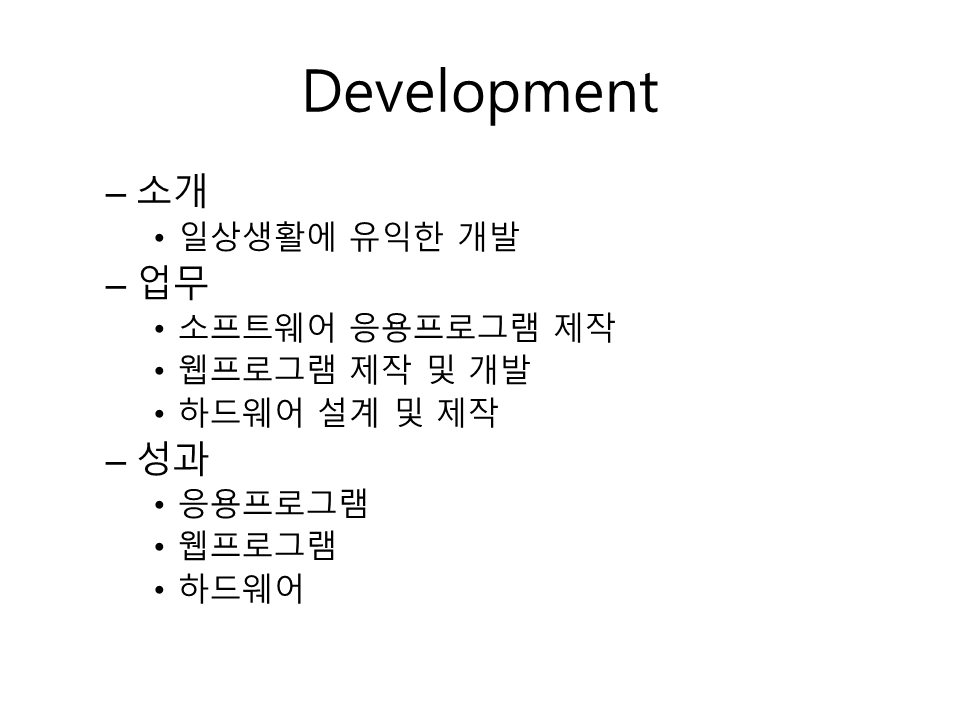 Development
– 소개
• 일상생활에 유익한 개발
– 업무
• 소프트웨어 응용프로그램 제작
• 웹프로그램 제작 및 개발
• 하드웨어 설계 및 제작
– 성과
• 응용프로그램
• 웹프로그램
• 하드웨어